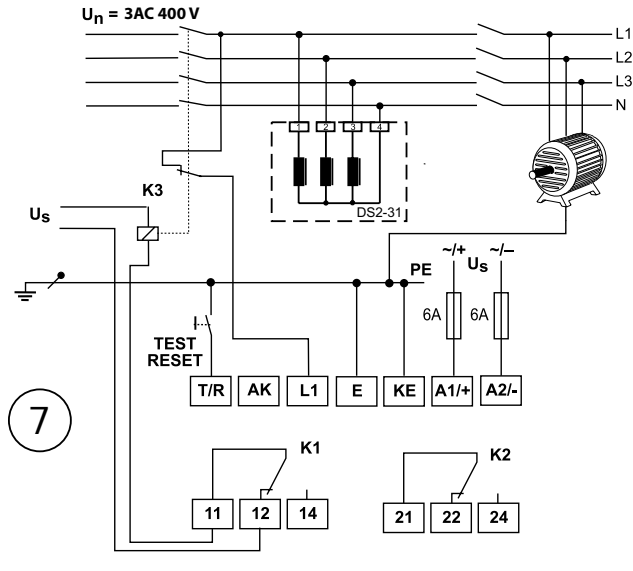 Un = 3AC 400 V
L1
L2
L3
N
1 2 3 4
DS2-31
K3
Us
PE
~/+ Us ~/–
6A 6A
TEST
RESET
T/R AK L1 E KE A1/+ A2/-
7
K1 K2
11 12 14 21 22 24